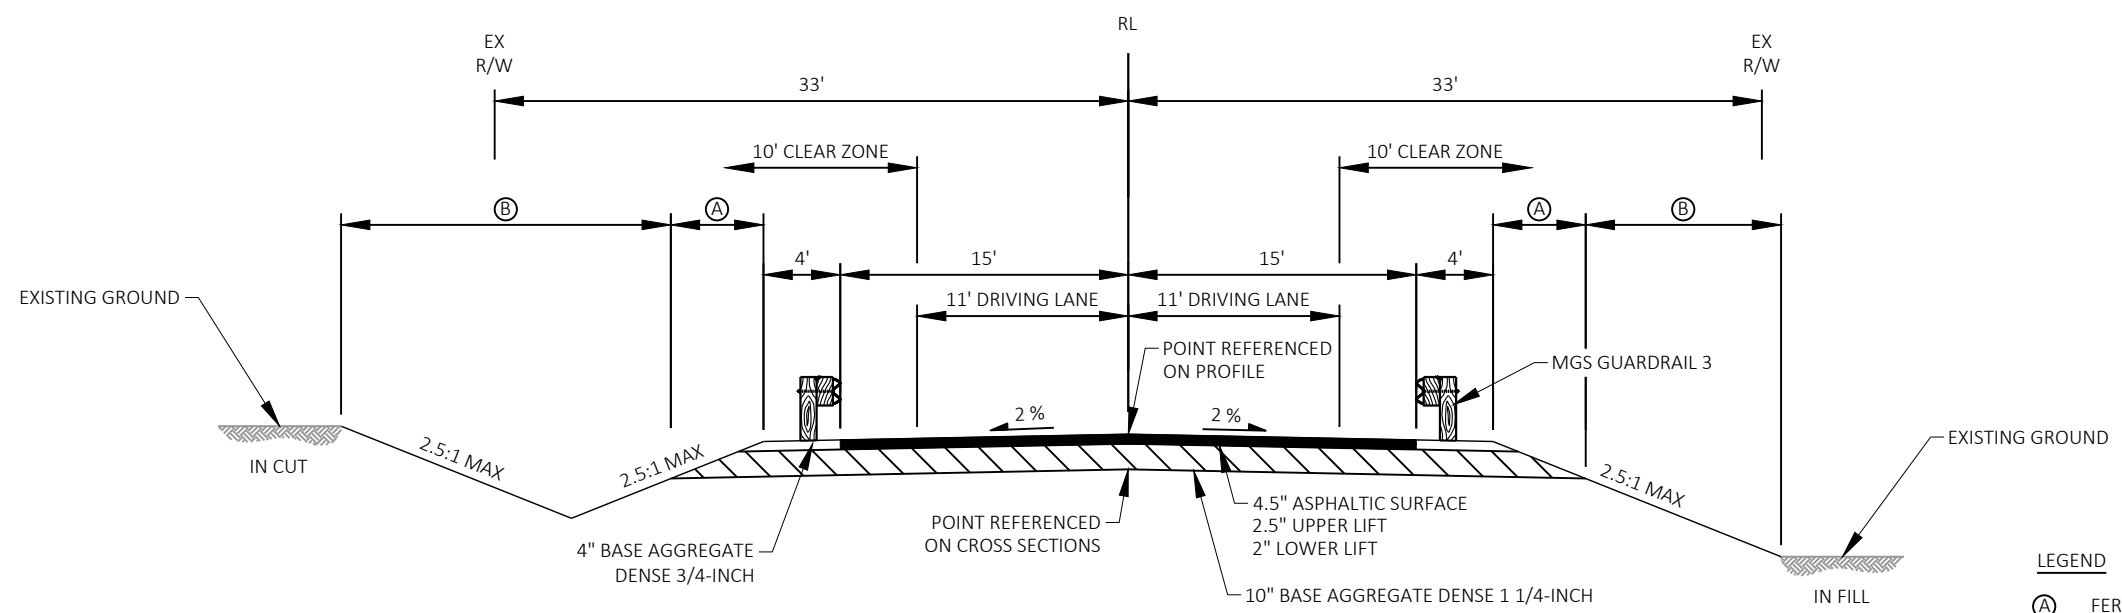 RL
EX
R/W
EX
R/W
33'
33'
10' CLEAR ZONE
10' CLEAR ZONE
B
A
A
B
4'
15'
15'
4'
EXISTING GROUND
11' DRIVING LANE
11' DRIVING LANE
POINT REFERENCED
ON PROFILE
MGS GUARDRAIL 3
2 %
2 %
EXISTING GROUND
IN CUT
2.5:1 MAX
2.5:1 MAX
2.5:1 MAX
4.5" ASPHALTIC SURFACE
2.5" UPPER LIFT
2" LOWER LIFT
POINT REFERENCED
ON CROSS SECTIONS
4" BASE AGGREGATE
DENSE 3/4-INCH
10" BASE AGGREGATE DENSE 1 1/4-INCH
IN FILL
LEGEND
A FER